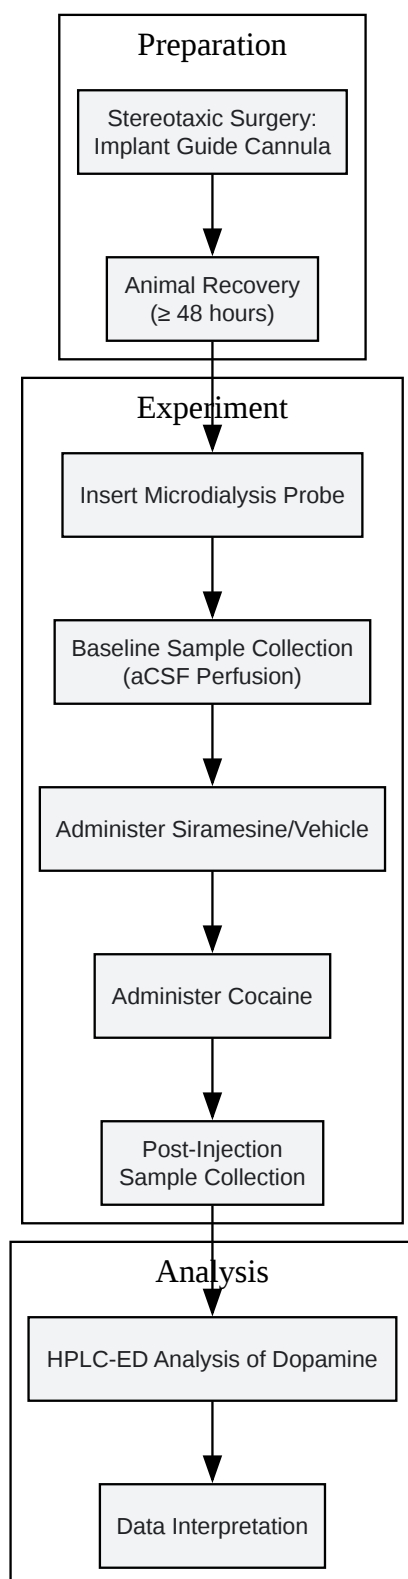 Preparation
Stereotaxic Surgery:
Implant Guide Cannula
Animal Recovery
(≥ 48 hours)
Experiment
Insert Microdialysis Probe
Baseline Sample Collection
(aCSF Perfusion)
Administer Siramesine/Vehicle
Administer Cocaine
Post-Injection
Sample Collection
Analysis
HPLC-ED Analysis of Dopamine
Data Interpretation